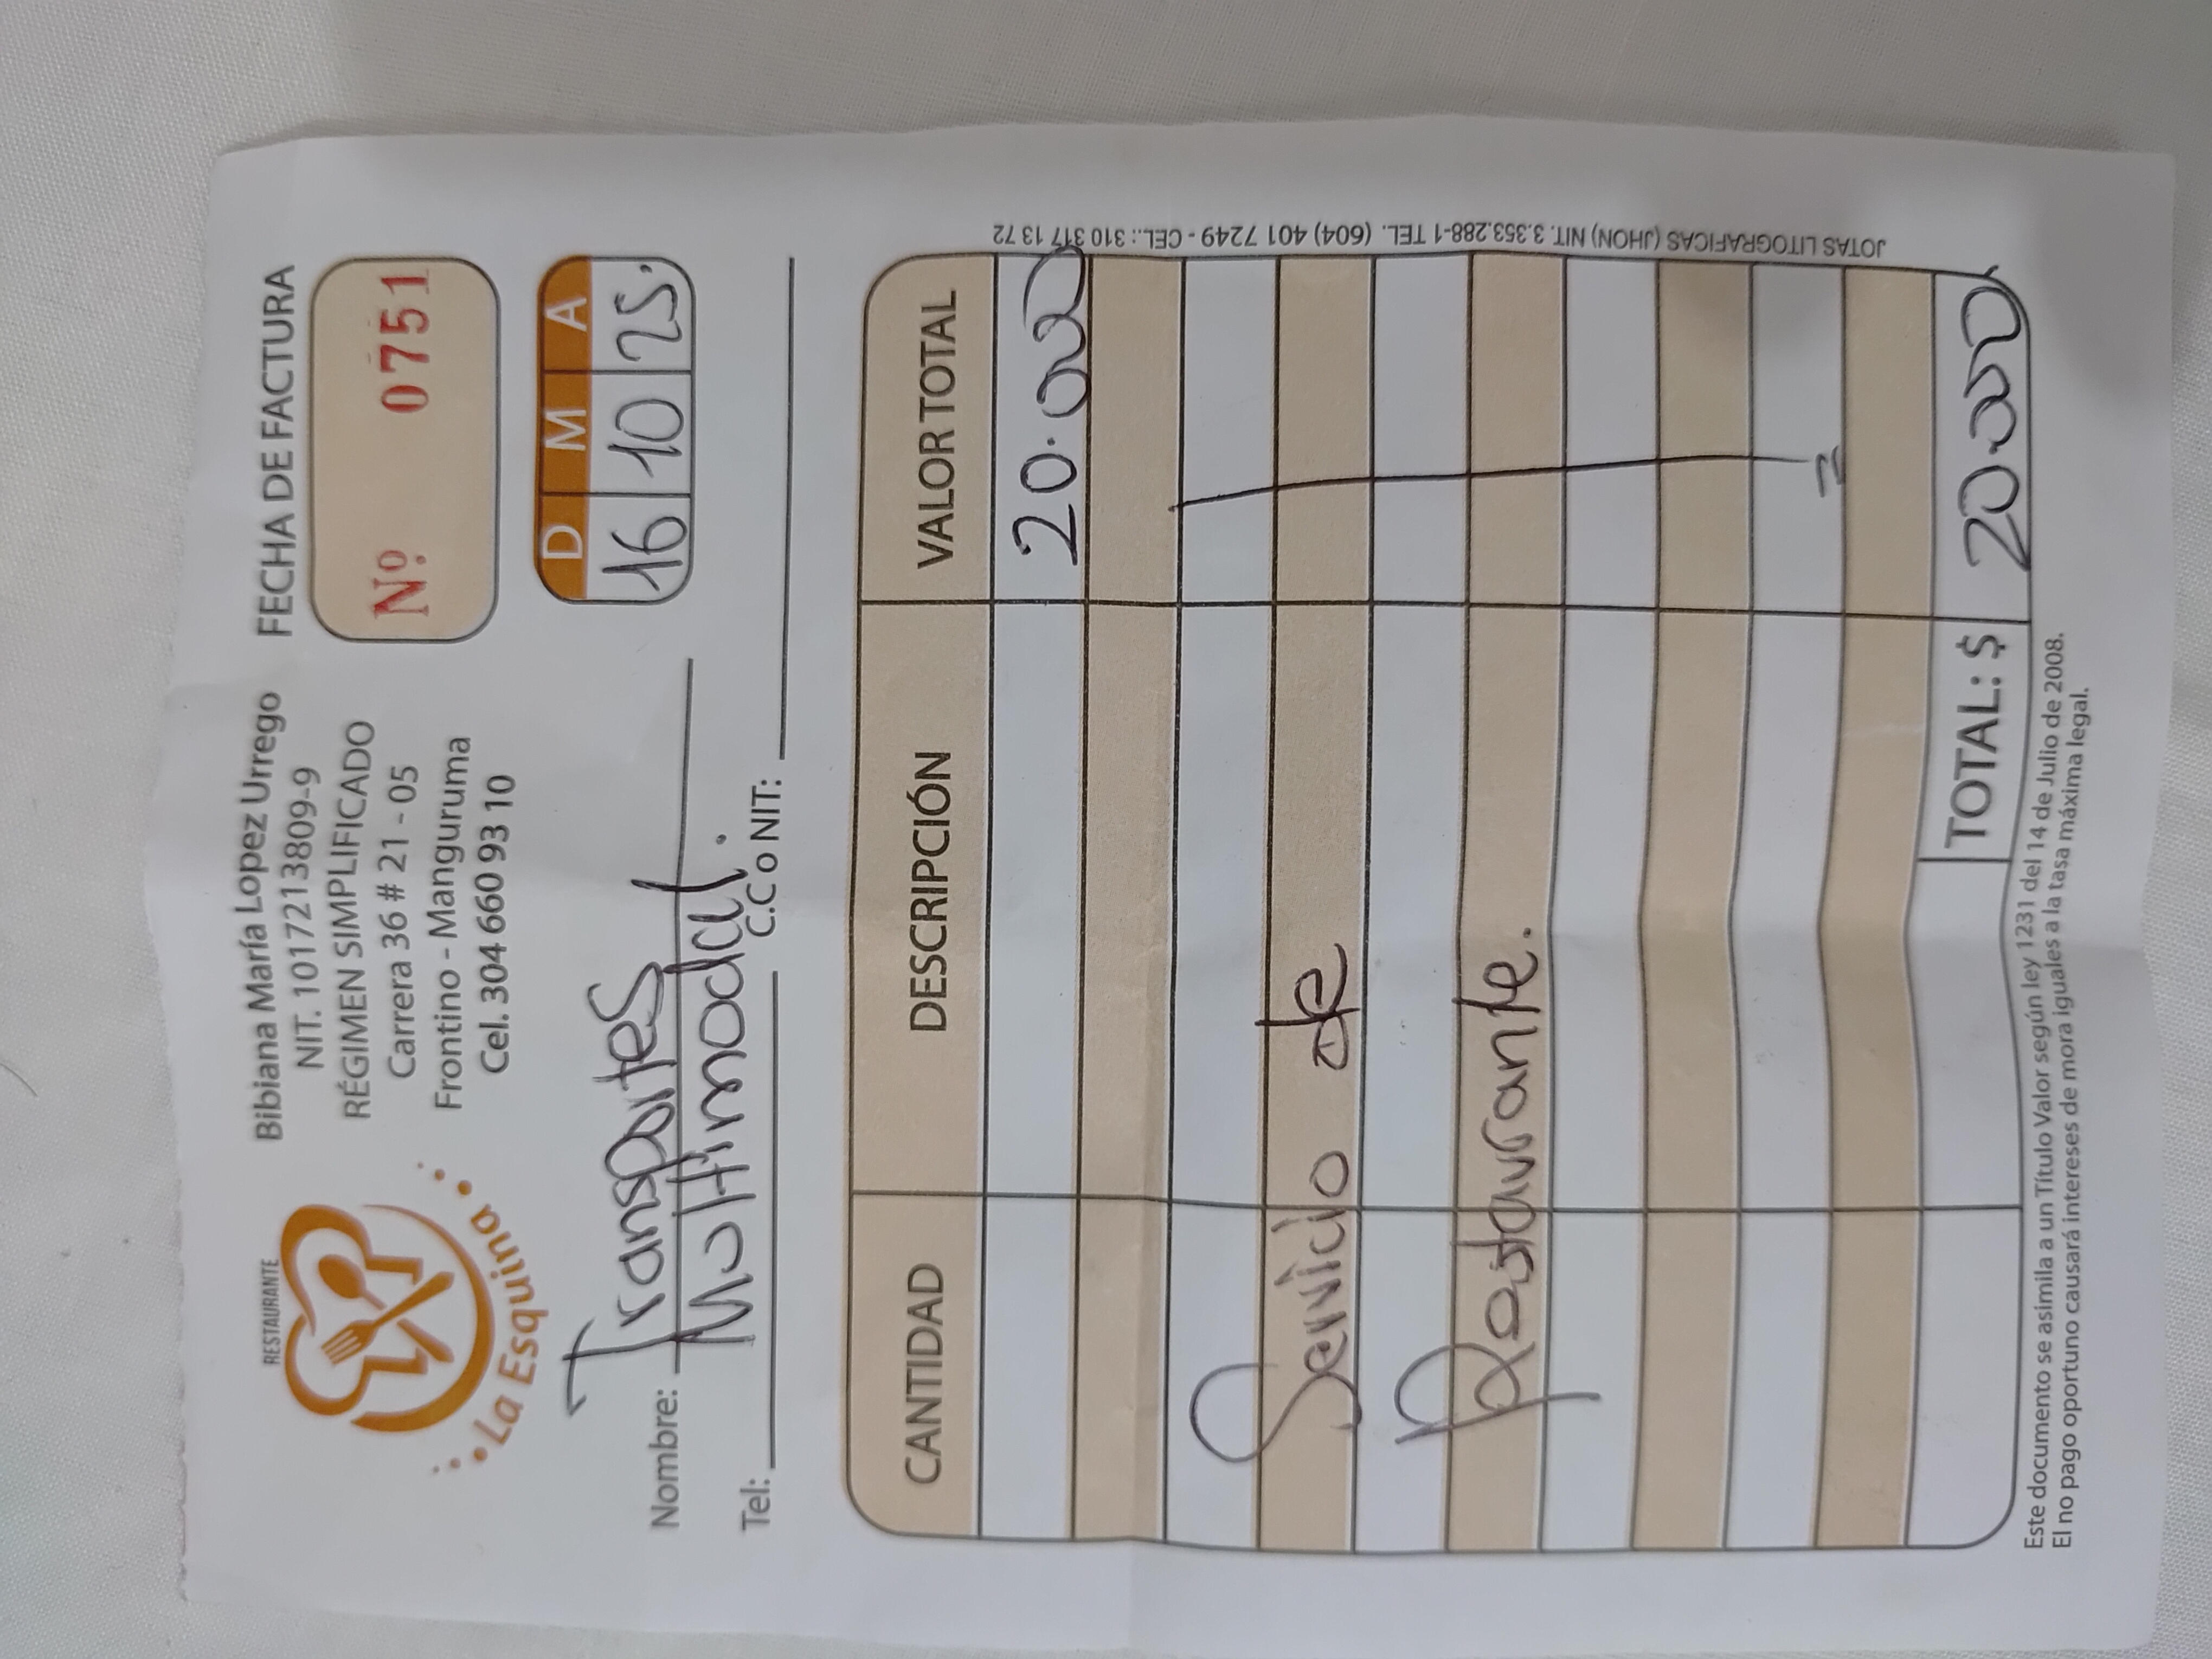 RESTAURANTE
La Esquina
Bibiana María Lopez Urrego
NIT. 1017213809-9
RÉGIMEN SIMPLIFICADO
Carrera 36 # 21 - 05
Frontino - Manguruma
Cel. 304 660 93 10
FECHA DE FACTURA
Nº. 0751
D M A
16 10 25.
Nombre: Transportes
Multimodal.
Tel: C.C o NIT:
CANTIDAD DESCRIPCIÓN VALOR TOTAL
20.000
Servicio de
Restaurante.
=
TOTAL: $ 20.000
Este documento se asimila a un Título Valor según ley 1231 del 14 de Julio de 2008.
El no pago oportuno causará intereses de mora iguales a la tasa máxima legal.
JOTAS LITOGRAFICAS (JHON) NIT. 3.353.288-1 TEL. (604) 401 7249 - CEL.: 310 317 13 72